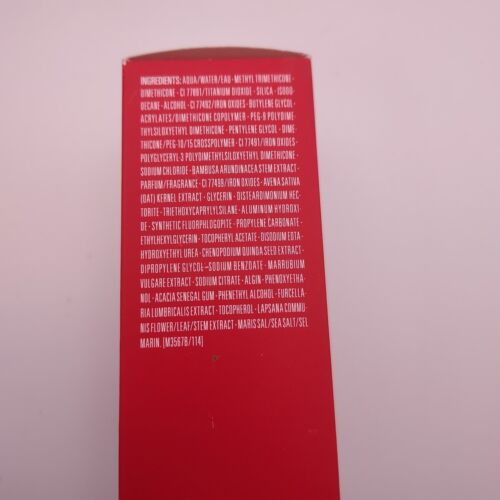 INGREDIENTS: AQUA/WATER/EAU • METHYL TRIMETHICONE •
DIMETHICONE • CI 77891/TITANIUM DIOXIDE • SILICA • ISODO-
DECANE • ALCOHOL • CI 77492/IRON OXIDES • BUTYLENE GLYCOL •
ACRYLATES/DIMETHICONE COPOLYMER • PEG-9 POLYDIME-
THYLSILOXYETHYL DIMETHICONE • PENTYLENE GLYCOL • DIME-
THICONE/PEG-10/15 CROSSPOLYMER • CI 77491/IRON OXIDES •
POLYGLYCERYL-3 POLYDIMETHYLSILOXYETHYL DIMETHICONE •
SODIUM CHLORIDE • BAMBUSA ARUNDINACEA STEM EXTRACT •
PARFUM/FRAGRANCE • CI 77499/IRON OXIDES • AVENA SATIVA
(OAT) KERNEL EXTRACT • GLYCERIN • DISTEARDIMONIUM HEC-
TORITE • TRIETHOXYCAPRYLYLSILANE • ALUMINUM HYDROXI-
DE • SYNTHETIC FLUORPHLOGOPITE • PROPYLENE CARBONATE •
ETHYLHEXYLGLYCERIN • TOCOPHERYL ACETATE • DISODIUM EDTA •
HYDROXYETHYL UREA • CHENOPODIUM QUINOA SEED EXTRACT •
DIPROPYLENE GLYCOL • SODIUM BENZOATE • MARRUBIUM
VULGARE EXTRACT • SODIUM CITRATE • ALGIN • PHENOXYETHA-
NOL • ACACIA SENEGAL GUM • PHENETHYL ALCOHOL • FURCELLA-
RIA LUMBRICALIS EXTRACT • TOCOPHEROL • LAPSANA COMMU-
NIS FLOWER/LEAF/STEM EXTRACT • MARIS SAL/SEA SALT/SEL
MARIN. [M3567B/114]